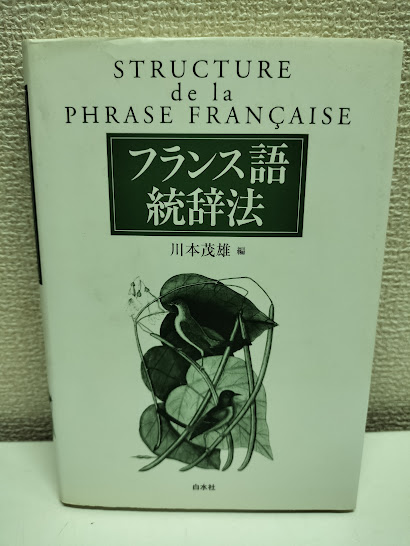 STRUCTURE
de la
PHRASE FRANÇAISE
フランス語
統辞法
川本茂雄 編
白水社